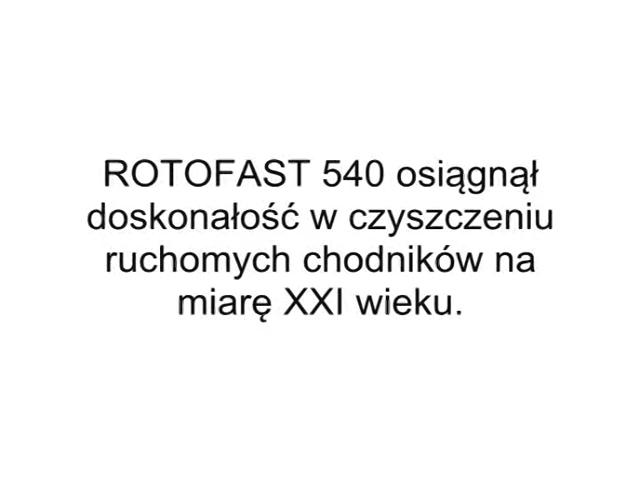 ROTOFAST 540 osiągnął
doskonałość w czyszczeniu
ruchomych chodników na
miarę XXI wieku.